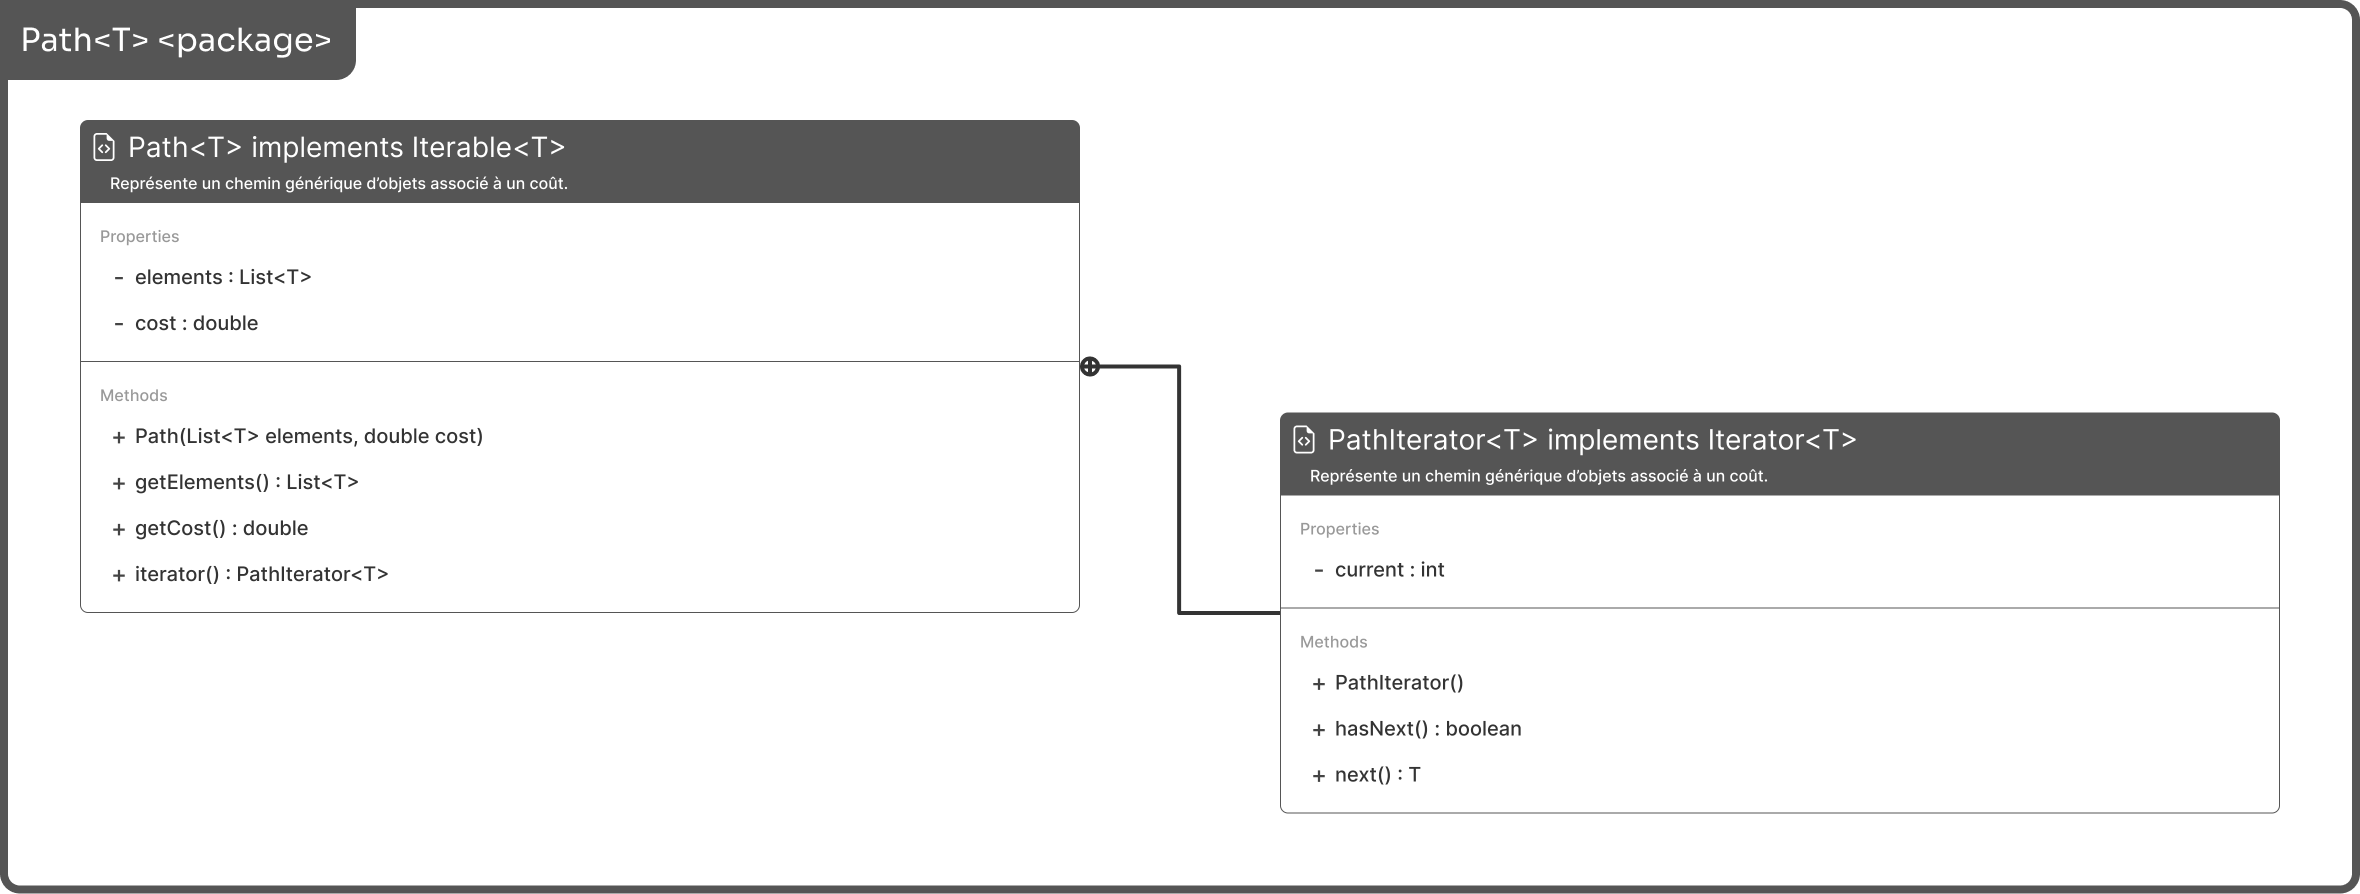 Path<T> <package>
Path<T> implements Iterable<T>
Représente un chemin générique d’objets associé à un coût.
Properties
- elements : List<T>
- cost : double
Methods
+ Path(List<T> elements, double cost)
+ getElements() : List<T>
+ getCost() : double
+ iterator() : PathIterator<T>
PathIterator<T> implements Iterator<T>
Représente un chemin générique d’objets associé à un coût.
Properties
- current : int
Methods
+ PathIterator()
+ hasNext() : boolean
+ next() : T